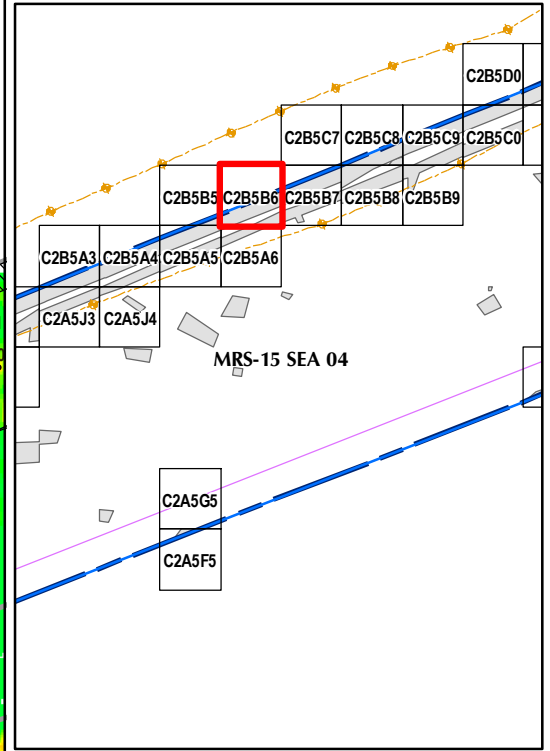 C2B5D0
C2B5C7 C2B5C8 C2B5C9 C2B5C0
C2B5B5 C2B5B6 C2B5B7 C2B5B8 C2B5B9
C2B5A3 C2B5A4 C2B5A5 C2B5A6
C2A5J3 C2A5J4
MRS-15 SEA 04
C2A5G5
C2A5F5